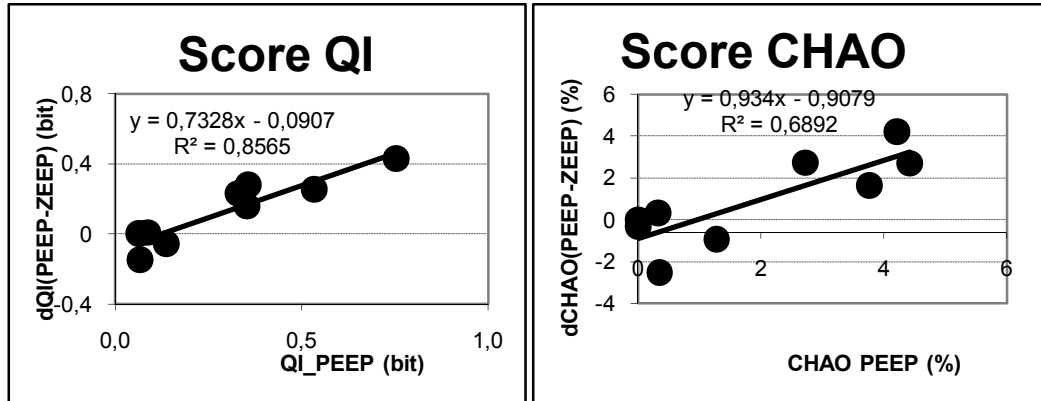 Score QI
dQI(PEEP-ZEEP) (bit)
0,8
0,4
0
-0,4
y = 0,7328x - 0,0907
R² = 0,8565
0,0
0,5
1,0
QI_PEEP (bit)
Score CHAO
dCHAO(PEEP-ZEEP) (%)
6
4
2
0
-2
-4
y = 0,934x - 0,9079
R² = 0,6892
0
2
4
6
CHAO PEEP (%)